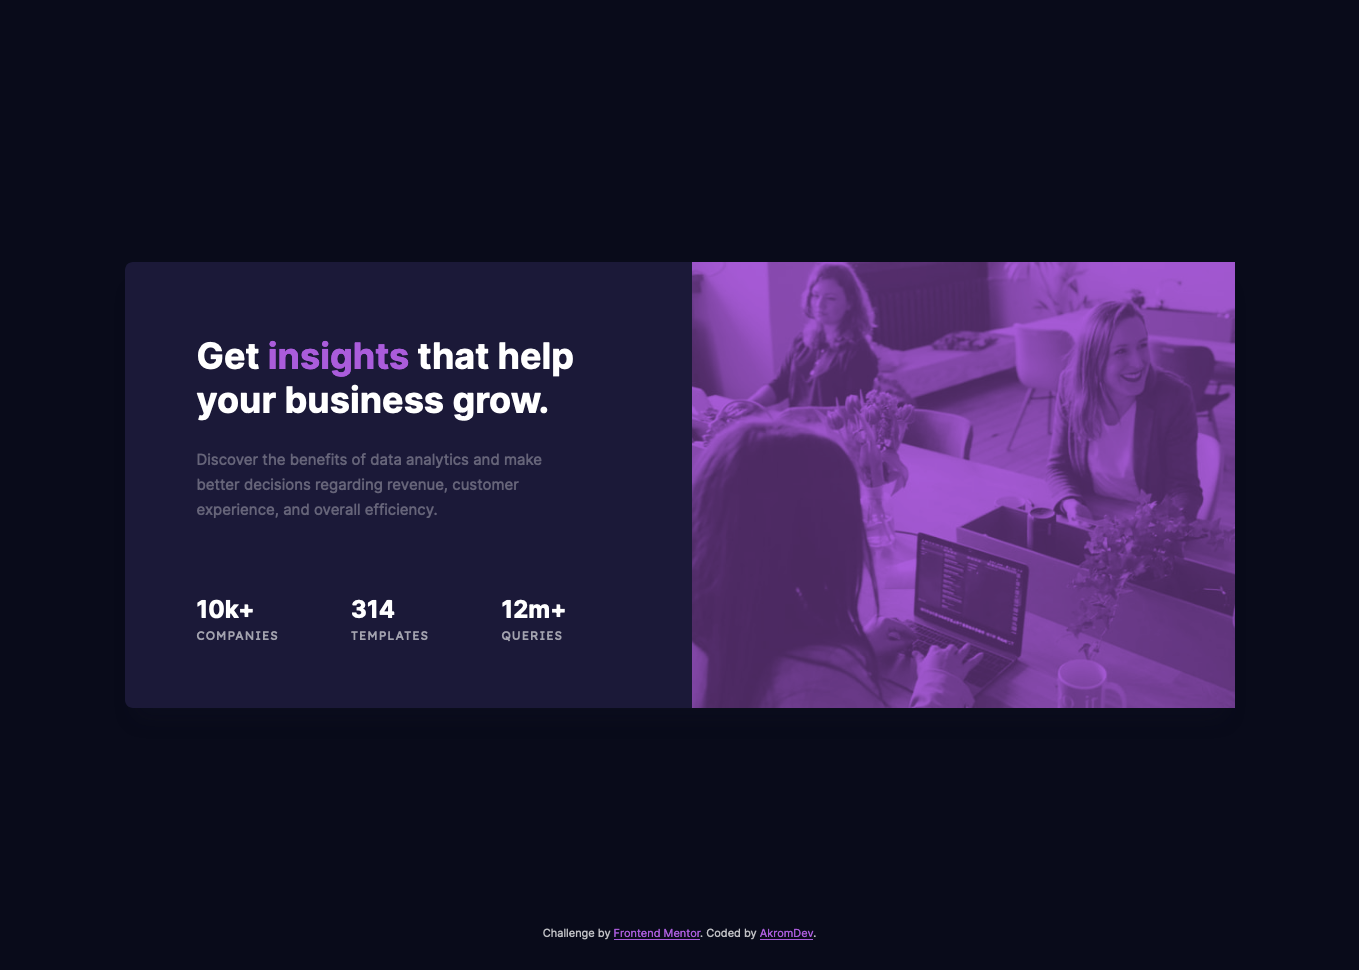 Get insights that help
your business grow.
Discover the benefits of data analytics and make
better decisions regarding revenue, customer
experience, and overall efficiency.
10k+ 314 12m+
COMPANIES TEMPLATES QUERIES
Challenge by Frontend Mentor. Coded by AkromDev.